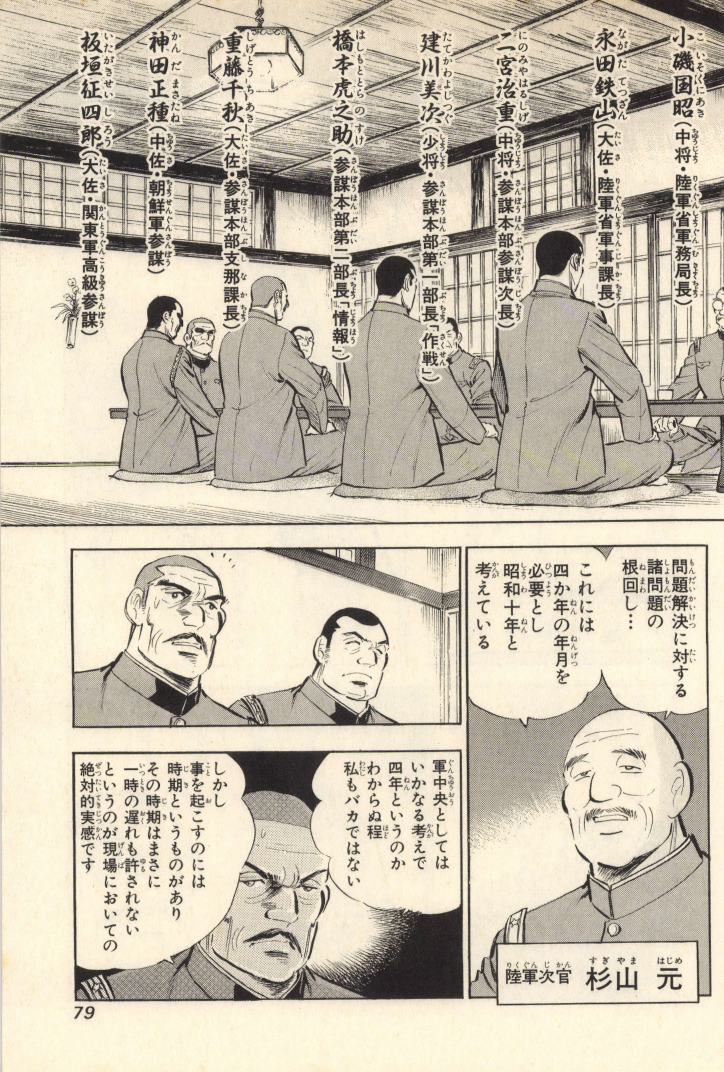 小磯国昭(中将・陸軍省軍務局長)
永田鉄山(大佐・陸軍省軍事課長)
二宮治重(中将・参謀本部参謀次長)
建川美次(少将・参謀本部第一部長「作戦」)
橋本虎之助(参謀本部第二部長「情報」)
重藤千秋(大佐・参謀本部支那課長)
神田正種(中佐・朝鮮軍参謀)
板垣征四郎(大佐・関東軍高級参謀)
問題解決に対する
諸問題の
根回し…
これには
四か年の年月を
必要とし
昭和十年と
考えている
陸軍次官 杉山 元
軍中央としては
いかなる考えで
四年というのか
わからぬ程
私もバカではない
しかし
事を起こすのには
時期というものがあり
その時期はまさに
一時の遅れも許されない
というのが現場においての
絶対的実感です
79